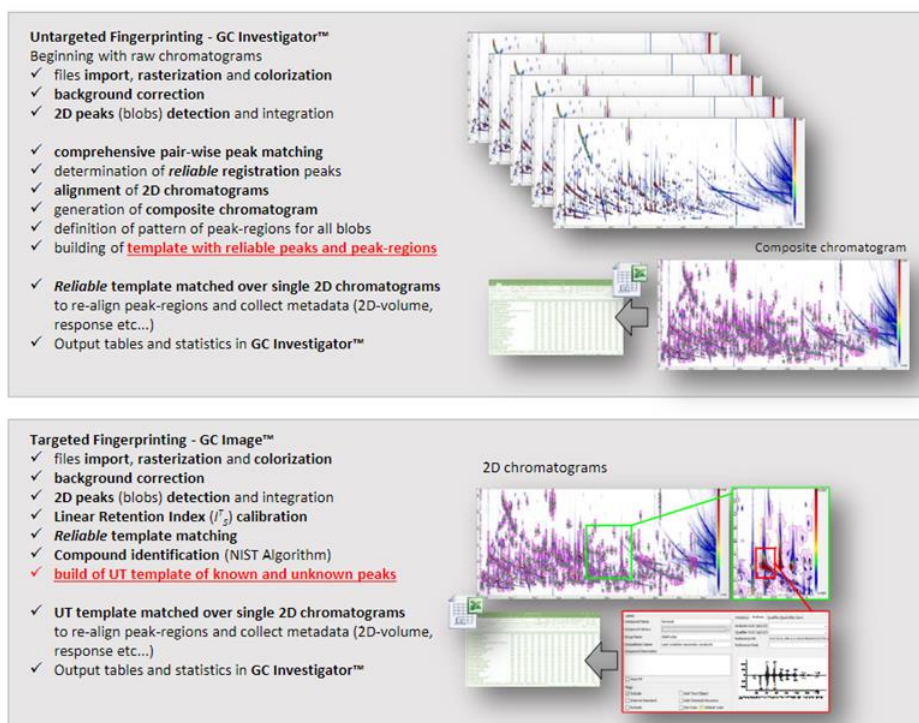 Untargeted Fingerprinting - GC Investigator™
Beginning with raw chromatograms
✓ files import, rasterization and colorization
✓ background correction
✓ 2D peaks (blobs) detection and integration
✓ comprehensive pair-wise peak matching
✓ determination of reliable registration peaks
✓ alignment of 2D chromatograms
✓ generation of composite chromatogram
✓ definition of pattern of peak-regions for all blobs
✓ building of template with reliable peaks and peak-regions
✓ Reliable template matched over single 2D chromatograms
to re-align peak-regions and collect metadata (2D-volume,
response etc...)
✓ Output tables and statistics in GC Investigator™
Composite chromatogram
Targeted Fingerprinting - GC Image™
✓ files import, rasterization and colorization
✓ background correction
✓ 2D peaks (blobs) detection and integration
✓ Linear Retention Index (I^T_S) calibration
✓ Reliable template matching
✓ Compound identification (NIST Algorithm)
✓ build of UT template of known and unknown peaks
✓ UT template matched over single 2D chromatograms
to re-align peak-regions and collect metadata (2D-volume,
response etc...)
✓ Output tables and statistics in GC Investigator™
2D chromatograms